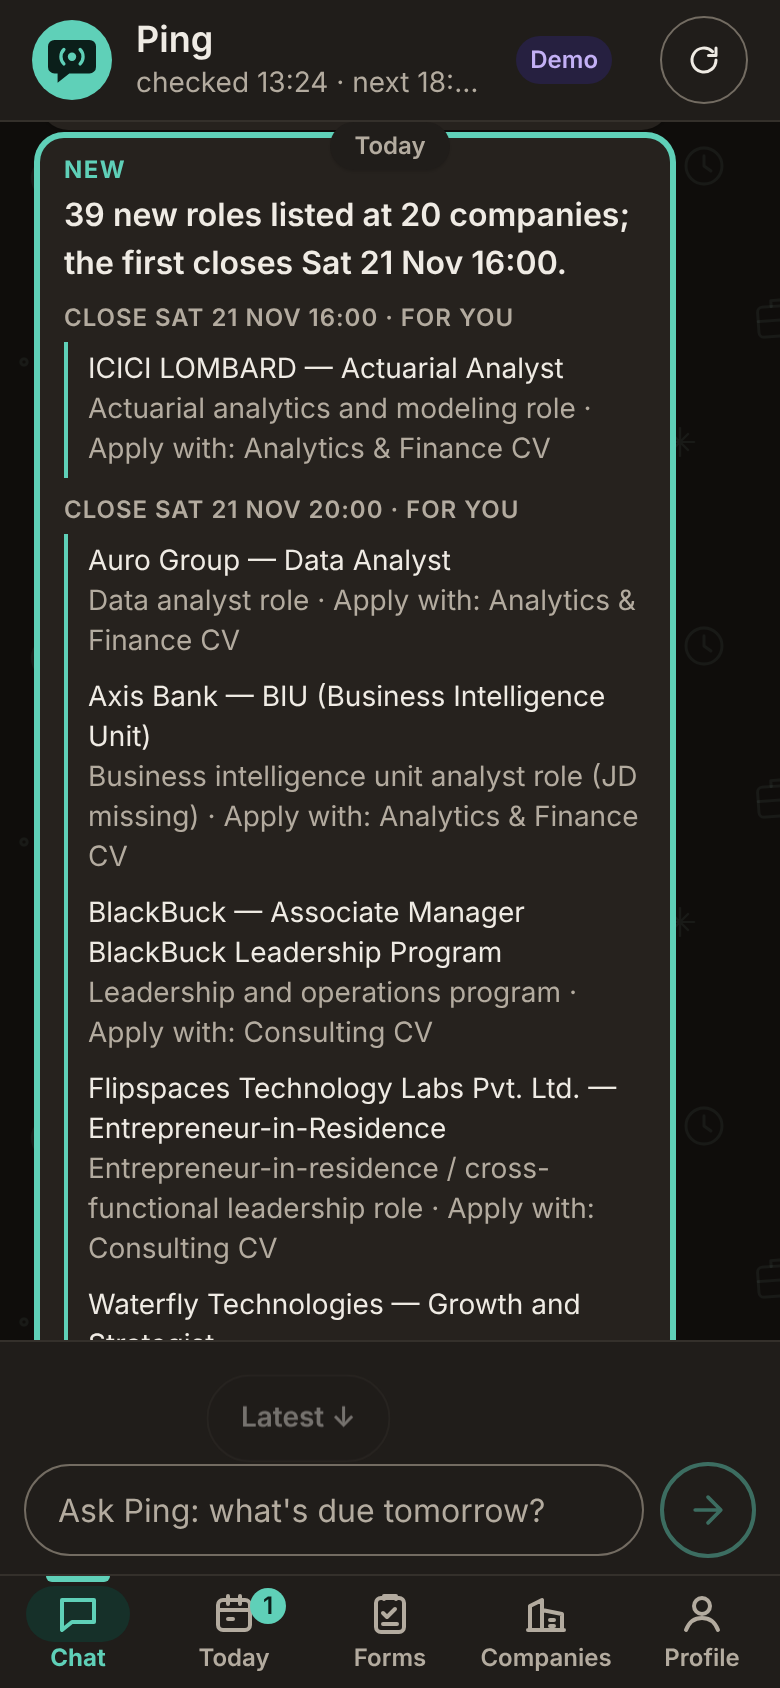 Ping
checked 13:24 · next 18:...
Demo
Today
NEW
39 new roles listed at 20 companies;
the first closes Sat 21 Nov 16:00.
CLOSE SAT 21 NOV 16:00 · FOR YOU
ICICI LOMBARD — Actuarial Analyst
Actuarial analytics and modeling role ·
Apply with: Analytics & Finance CV
CLOSE SAT 21 NOV 20:00 · FOR YOU
Auro Group — Data Analyst
Data analyst role · Apply with: Analytics &
Finance CV
Axis Bank — BIU (Business Intelligence
Unit)
Business intelligence unit analyst role (JD
missing) · Apply with: Analytics & Finance
CV
BlackBuck — Associate Manager
BlackBuck Leadership Program
Leadership and operations program ·
Apply with: Consulting CV
Flipspaces Technology Labs Pvt. Ltd. —
Entrepreneur-in-Residence
Entrepreneur-in-residence / cross-
functional leadership role · Apply with:
Consulting CV
Waterfly Technologies — Growth and
Strategist
Latest ↓
Ask Ping: what's due tomorrow?
1
Chat
Today
Forms
Companies
Profile